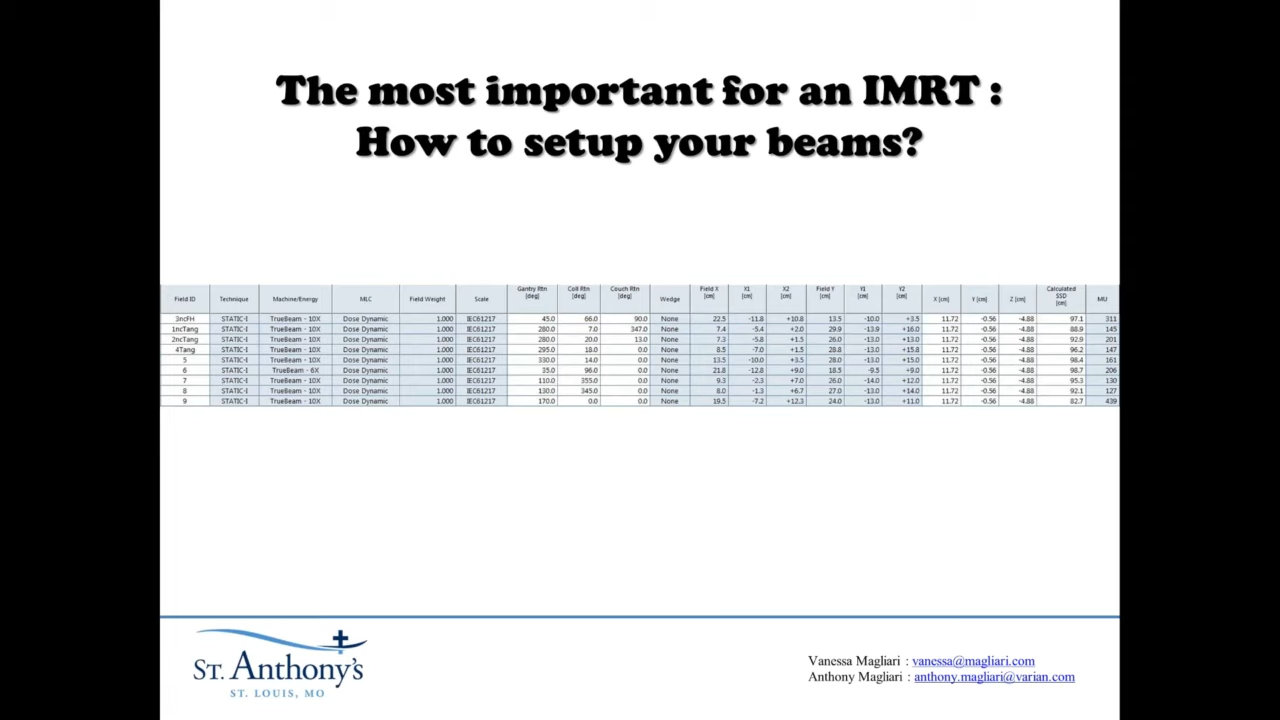 The most important for an IMRT :
How to setup your beams?
Field ID Technique Machine/Energy MLC Field Weight Scale Gantry Rtn [deg] Coll Rtn [deg] Couch Rtn [deg] Wedge Field X [cm] X1 [cm] X2 [cm] Field Y [cm] Y1 [cm] Y2 [cm] X [cm] Y [cm] Z [cm] Calculated SSD [cm] MU
3ncFH STATIC-I TrueBeam - 10X Dose Dynamic 1.000 IEC61217 45.0 66.0 90.0 None 22.5 -11.8 +10.8 13.5 -10.0 +3.5 11.72 -0.56 -4.88 97.1 311
1ncTang STATIC-I TrueBeam - 10X Dose Dynamic 1.000 IEC61217 280.0 7.0 347.0 None 7.4 -5.4 +2.0 29.9 -13.9 +16.0 11.72 -0.56 -4.88 88.9 145
2ncTang STATIC-I TrueBeam - 10X Dose Dynamic 1.000 IEC61217 280.0 20.0 13.0 None 7.3 -5.8 +1.5 26.0 -13.0 +13.0 11.72 -0.56 -4.88 92.9 201
4Tang STATIC-I TrueBeam - 10X Dose Dynamic 1.000 IEC61217 295.0 18.0 0.0 None 8.5 -7.0 +1.5 28.8 -13.0 +15.8 11.72 -0.56 -4.88 96.2 147
5 STATIC-I TrueBeam - 10X Dose Dynamic 1.000 IEC61217 330.0 14.0 0.0 None 13.5 -10.0 +3.5 28.0 -13.0 +15.0 11.72 -0.56 -4.88 98.4 161
6 STATIC-I TrueBeam - 6X Dose Dynamic 1.000 IEC61217 35.0 96.0 0.0 None 21.8 -12.8 +9.0 18.5 -9.5 +9.0 11.72 -0.56 -4.88 98.7 206
7 STATIC-I TrueBeam - 10X Dose Dynamic 1.000 IEC61217 110.0 355.0 0.0 None 9.3 -2.3 +7.0 26.0 -14.0 +12.0 11.72 -0.56 -4.88 95.3 130
8 STATIC-I TrueBeam - 10X Dose Dynamic 1.000 IEC61217 130.0 345.0 0.0 None 8.0 -1.3 +6.7 27.0 -13.0 +14.0 11.72 -0.56 -4.88 92.1 127
9 STATIC-I TrueBeam - 10X Dose Dynamic 1.000 IEC61217 170.0 0.0 0.0 None 19.5 -7.2 +12.3 24.0 -13.0 +11.0 11.72 -0.56 -4.88 82.7 439
ST. ANTHONY'S
ST. LOUIS, MO
Vanessa Magliari : vanessa@magliari.com
Anthony Magliari : anthony.magliari@varian.com